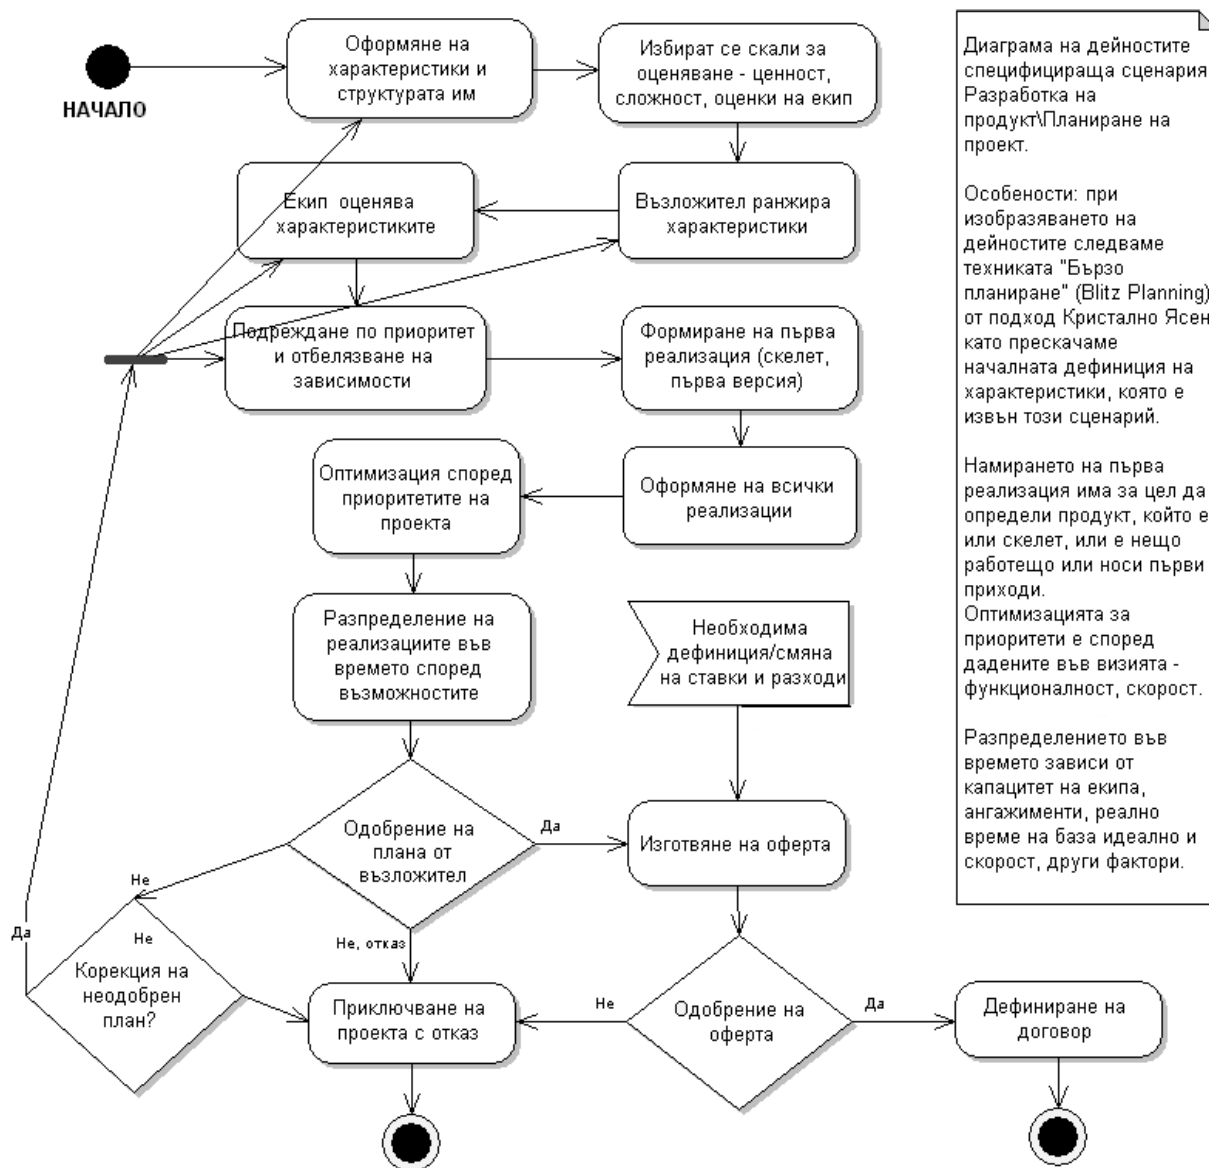 НАЧАЛО
Оформяне на
характеристики и
структурата им
Избират се скали за
оценяване - ценност,
сложност, оценки на екип
Екип оценява
характеристиките
Възложител ранжира
характеристики
Подреждане по приоритет
и отбелязване на
зависимости
Формиране на първа
реализация (скелет,
първа версия)
Оптимизация според
приоритетите на
проекта
Оформяне на всички
реализации
Разпределение на
реализациите във
времето според
възможностите
Необходима
дефиниция/смяна
на ставки и разходи
Одобрение на
плана от
възложител
Да
Изготвяне на оферта
Не
Не, отказ
Да
Не
Корекция на
неодобрен
план?
Приключване на
проекта с отказ
Не
Одобрение на
оферта
Да
Дефиниране на
договор
Диаграма на дейностите
специфицираща сценария
Разработка на
продукт\Планиране на
проект.
Особености: при
изобразяването на
дейностите следваме
техниката "Бързо
планиране" (Blitz Planning)
от подход Кристално Ясен
като прескачаме
началната дефиниция на
характеристики, която е
извън този сценарий.
Намирането на първа
реализация има за цел да
определи продукт, който е
или скелет, или е нещо
работещо или носи първи
приходи.
Оптимизацията за
приоритети е според
дадените във визията -
функционалност, скорост.
Разпределението във
времето зависи от
капацитет на екипа,
ангажименти, реално
време на база идеално и
скорост, други фактори.